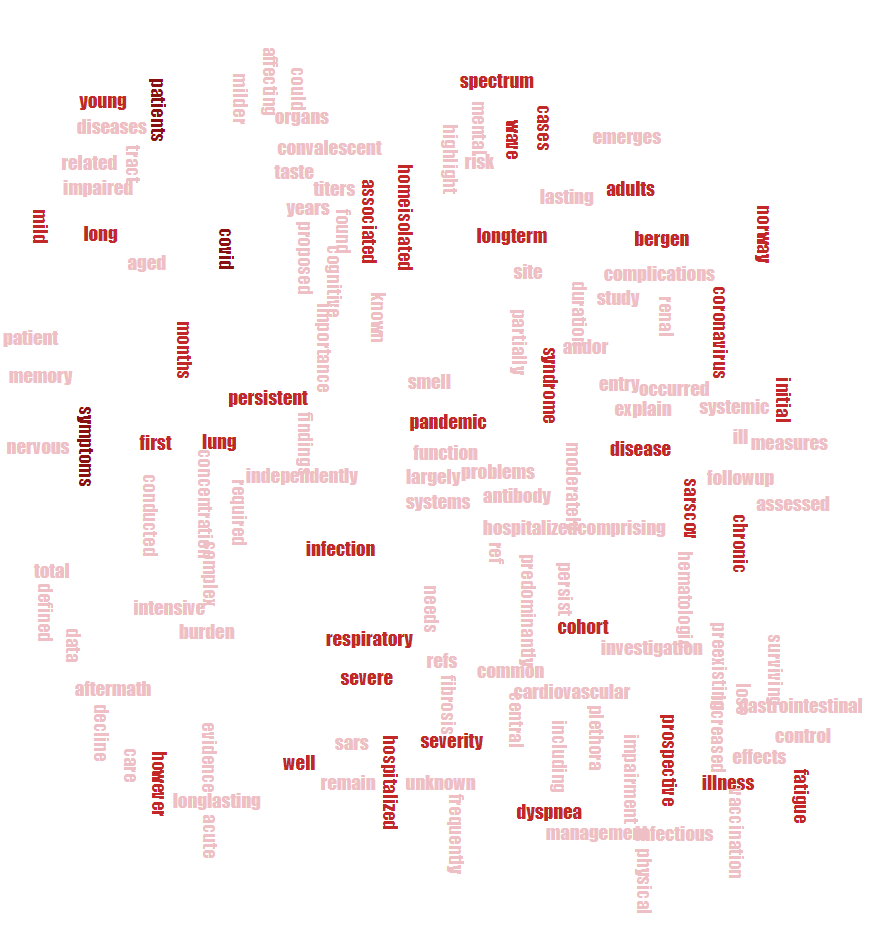 affecting
could
milder
spectrum
patients
young
organs
mental
cases
wave
highlight
diseases
emerges
tract
convalescent
related
risk
taste
homeisolated
impaired
titers
associated
adults
lasting
years
found
mild
norway
proposed
long
covid
longterm
bergen
cognitive
aged
site
complications
known
duration
study
renal
coronavirus
importance
partially
months
patient
andor
syndrome
memory
smell
initial
entry
occurred
persistent
explain
systemic
symptoms
findings
pandemic
first
lung
ill
measures
nervous
function
disease
concentration
moderately
independently
largely
problems
followup
conducted
required
systems
antibody
sarscov
assessed
chronic
hospitalized
comprising
infection
ref
complex
predominantly
persist
hematologic
total
defined
needs
intensive
burden
cohort
data
respiratory
preexisting
surviving
investigation
refs
severe
common
aftermath
fibrosis
cardiovascular
loss
gastrointestinal
central
increased
decline
plethora
evidence
including
impairment
prospective
control
sars
severity
hospitalized
care
however
well
effects
remain
unknown
illness
fatigue
longlasting
frequently
vaccination
dyspnea
acute
management
infectious
physical